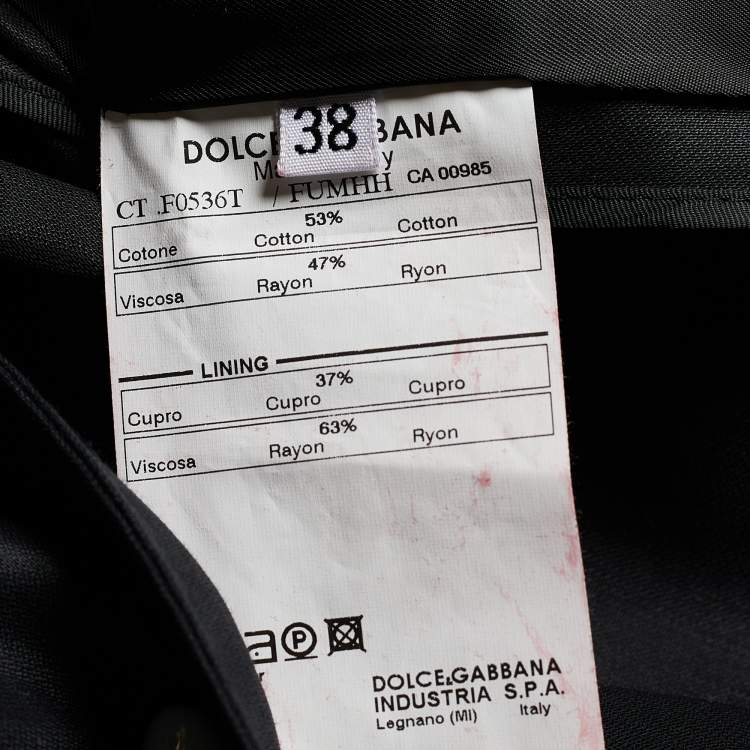 38
DOLCE BANA
CT .F0536T / FUMHH CA 00985
53%
Cotone Cotton Cotton
47%
Viscosa Rayon Ryon
LINING
37%
Cupro Cupro Cupro
63%
Viscosa Rayon Ryon
P
DOLCE&GABBANA
INDUSTRIA S.P.A.
Legnano (MI) Italy